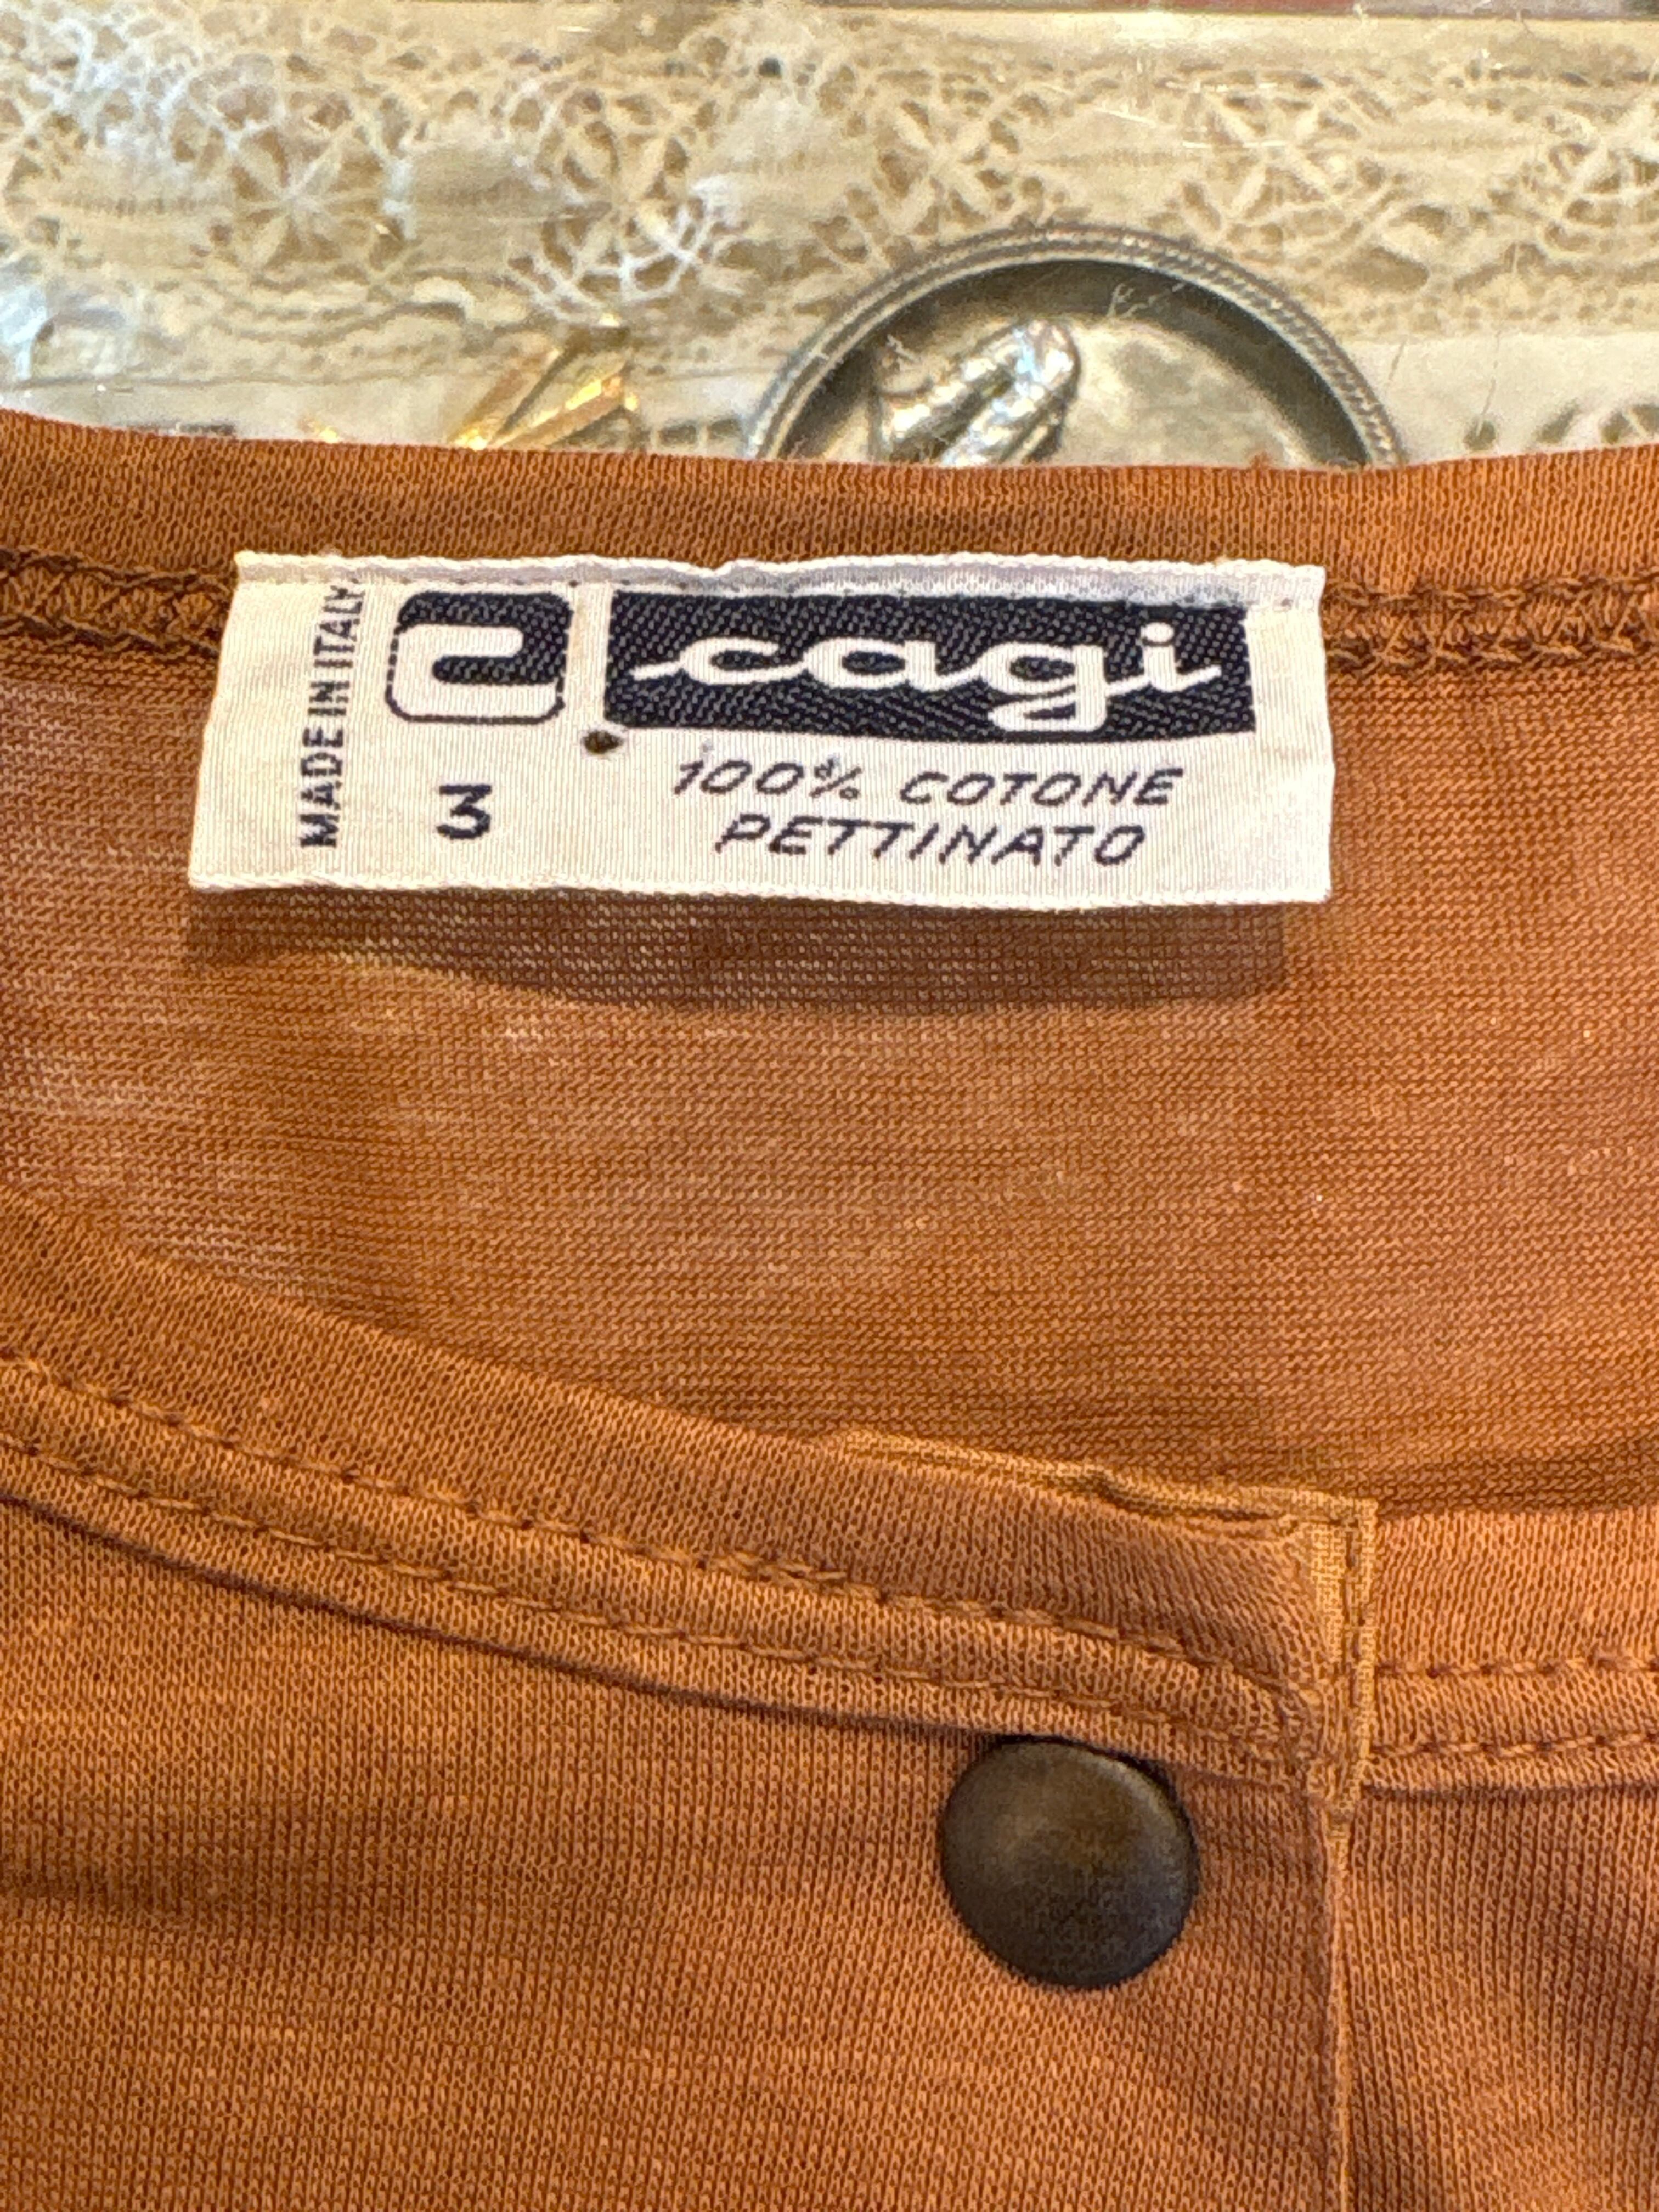 MADE IN ITALY
cagi
3
100% COTONE
PETTINATO